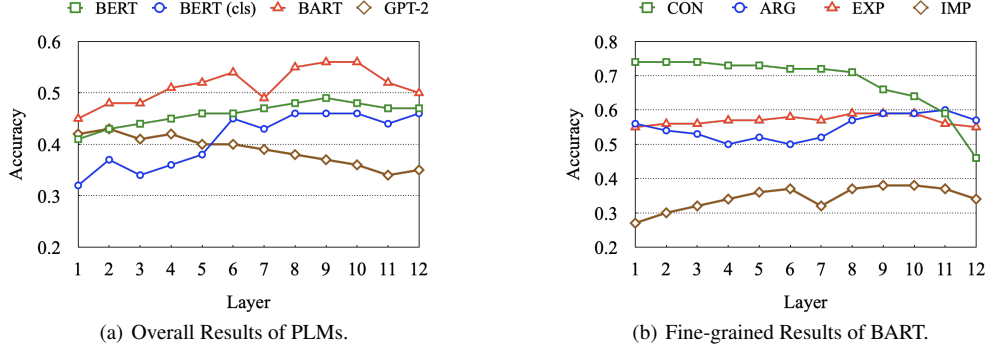 BERT BERT (cls) BART GPT-2
0.6
0.5
0.4
0.3
0.2
Accuracy
1 2 3 4 5 6 7 8 9 10 11 12
Layer
(a) Overall Results of PLMs.
CON ARG EXP IMP
0.8
0.7
0.6
0.5
0.4
0.3
0.2
Accuracy
1 2 3 4 5 6 7 8 9 10 11 12
Layer
(b) Fine-grained Results of BART.